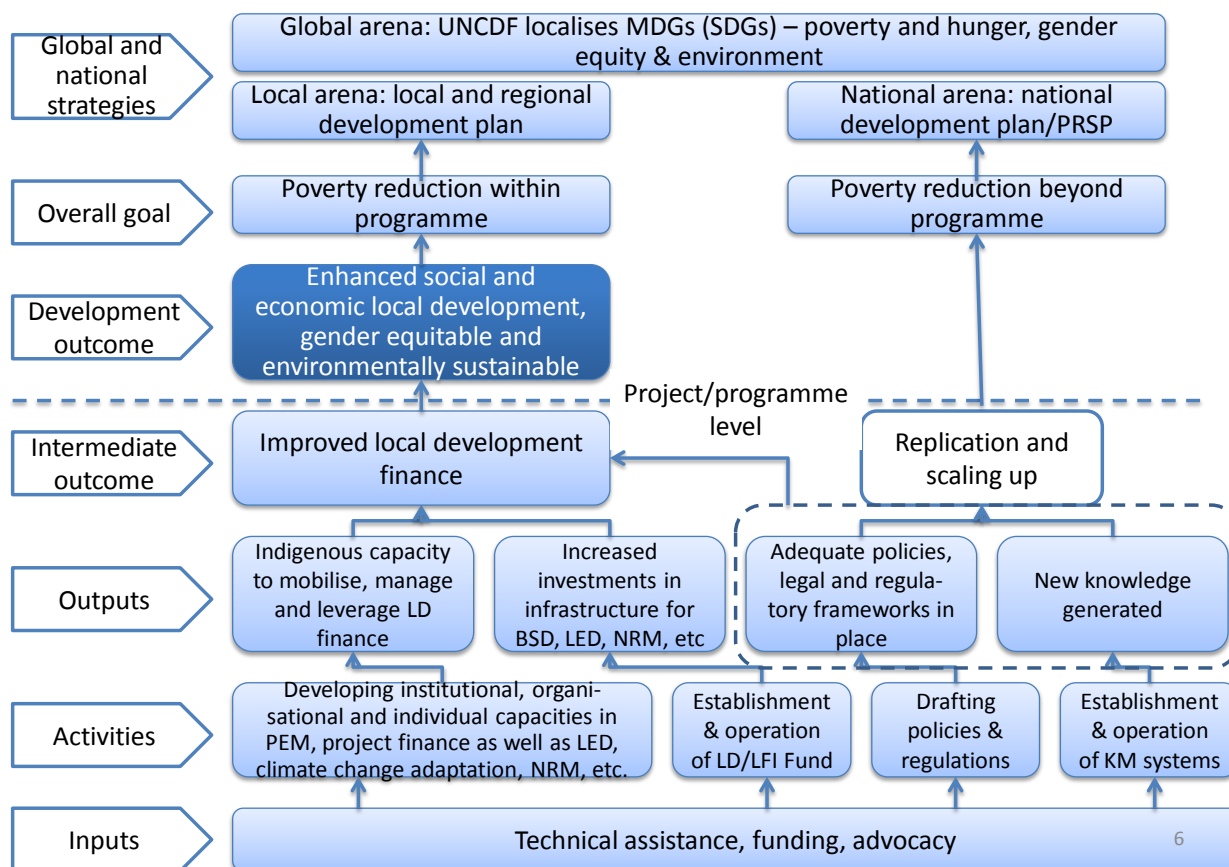 Global and
national
strategies
Global arena: UNCDF localises MDGs (SDGs) – poverty and hunger, gender
equity & environment
Local arena: local and regional
development plan
National arena: national
development plan/PRSP
Overall goal
Poverty reduction within
programme
Poverty reduction beyond
programme
Development
outcome
Enhanced social and
economic local development,
gender equitable and
environmentally sustainable
Project/programme
level
Intermediate
outcome
Improved local development
finance
Replication and
scaling up
Outputs
Indigenous capacity
to mobilise, manage
and leverage LD
finance
Increased
investments in
infrastructure for
BSD, LED, NRM, etc
Adequate policies,
legal and regula-
tory frameworks in
place
New knowledge
generated
Activities
Developing institutional, organi-
sational and individual capacities in
PEM, project finance as well as LED,
climate change adaptation, NRM, etc.
Establishment
& operation
of LD/LFI Fund
Drafting
policies &
regulations
Establishment
& operation
of KM systems
Inputs
Technical assistance, funding, advocacy
6